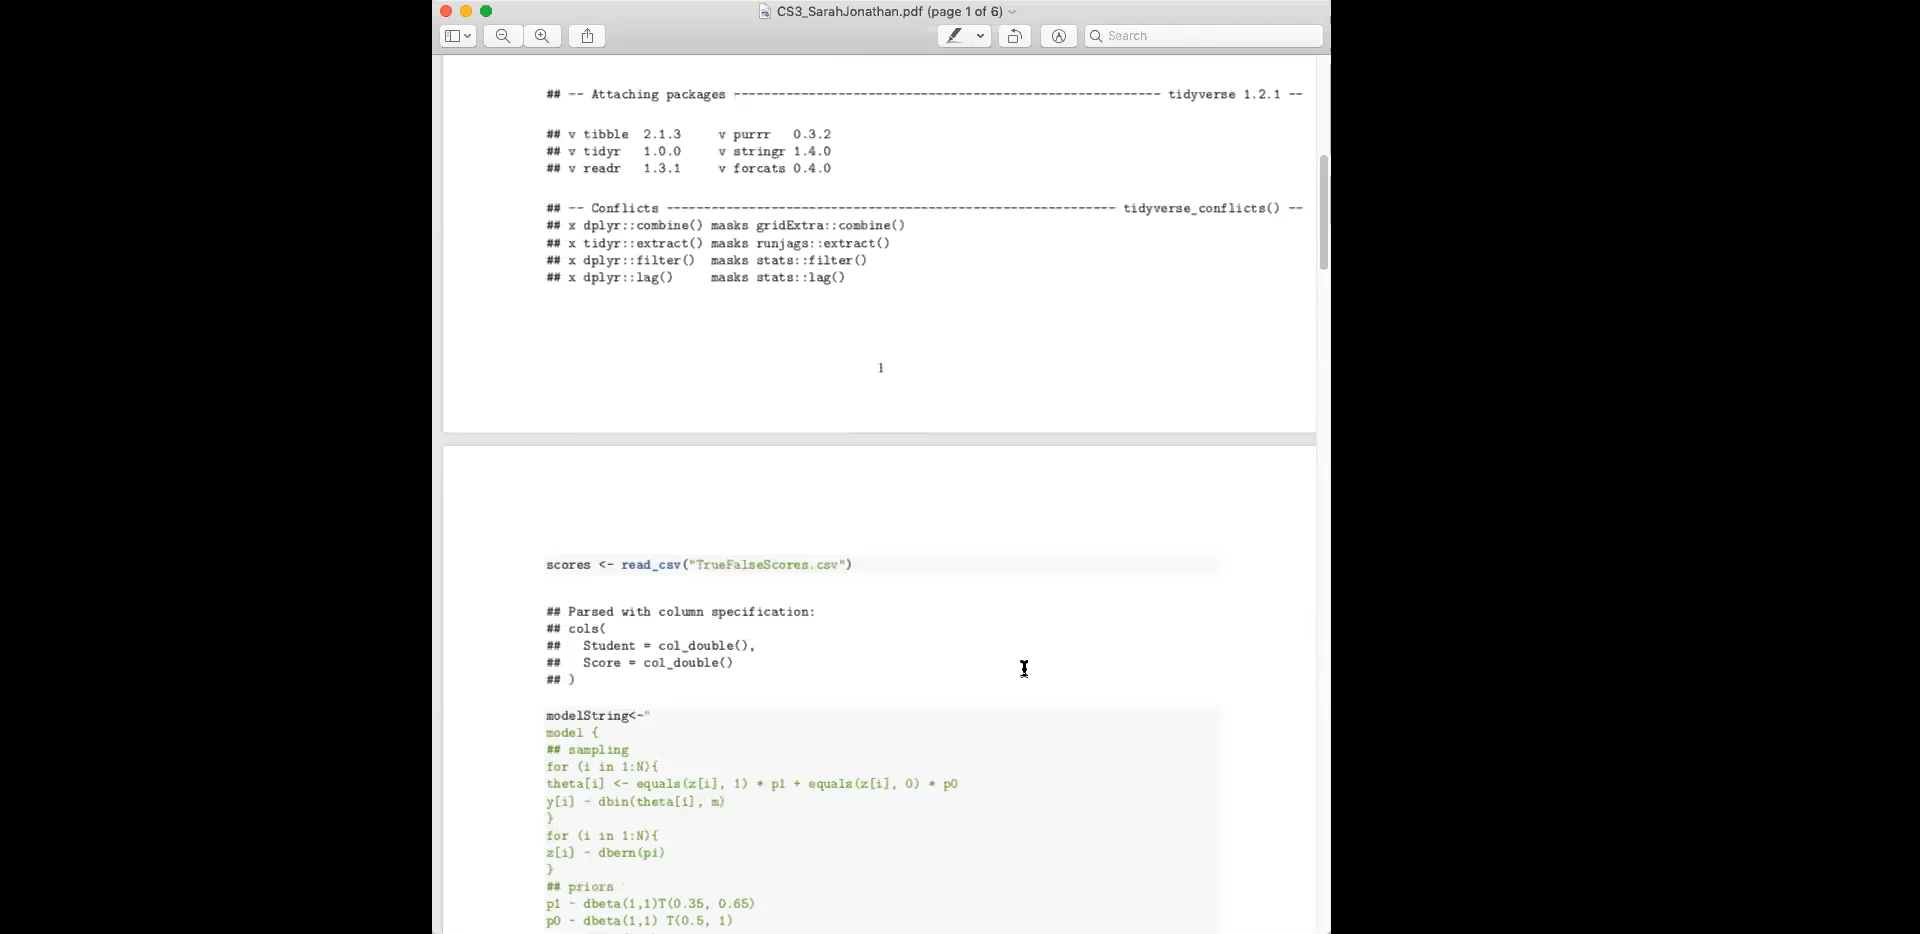 CS3_SarahJonathan.pdf (page 1 of 6)
Search
## -- Attaching packages --------------------------------------------------------- tidyverse 1.2.1 --
## v tibble  2.1.3     v purrr   0.3.2
## v tidyr   1.0.0     v stringr 1.4.0
## v readr   1.3.1     v forcats 0.4.0
## -- Conflicts ------------------------------------------------------------ tidyverse_conflicts() --
## x dplyr::combine() masks gridExtra::combine()
## x tidyr::extract() masks runjags::extract()
## x dplyr::filter()  masks stats::filter()
## x dplyr::lag()     masks stats::lag()
1
scores <- read_csv("TrueFalseScores.csv")
## Parsed with column specification:
## cols(
##   Student = col_double(),
##   Score = col_double()
## )
modelString<-"
model {
## sampling
for (i in 1:N){
theta[i] <- equals(z[i], 1) * p1 + equals(z[i], 0) * p0
y[i] ~ dbin(theta[i], m)
}
for (i in 1:N){
z[i] ~ dbern(pi)
}
## priors
p1 ~ dbeta(1,1)T(0.35, 0.65)
p0 ~ dbeta(1,1) T(0.5, 1)